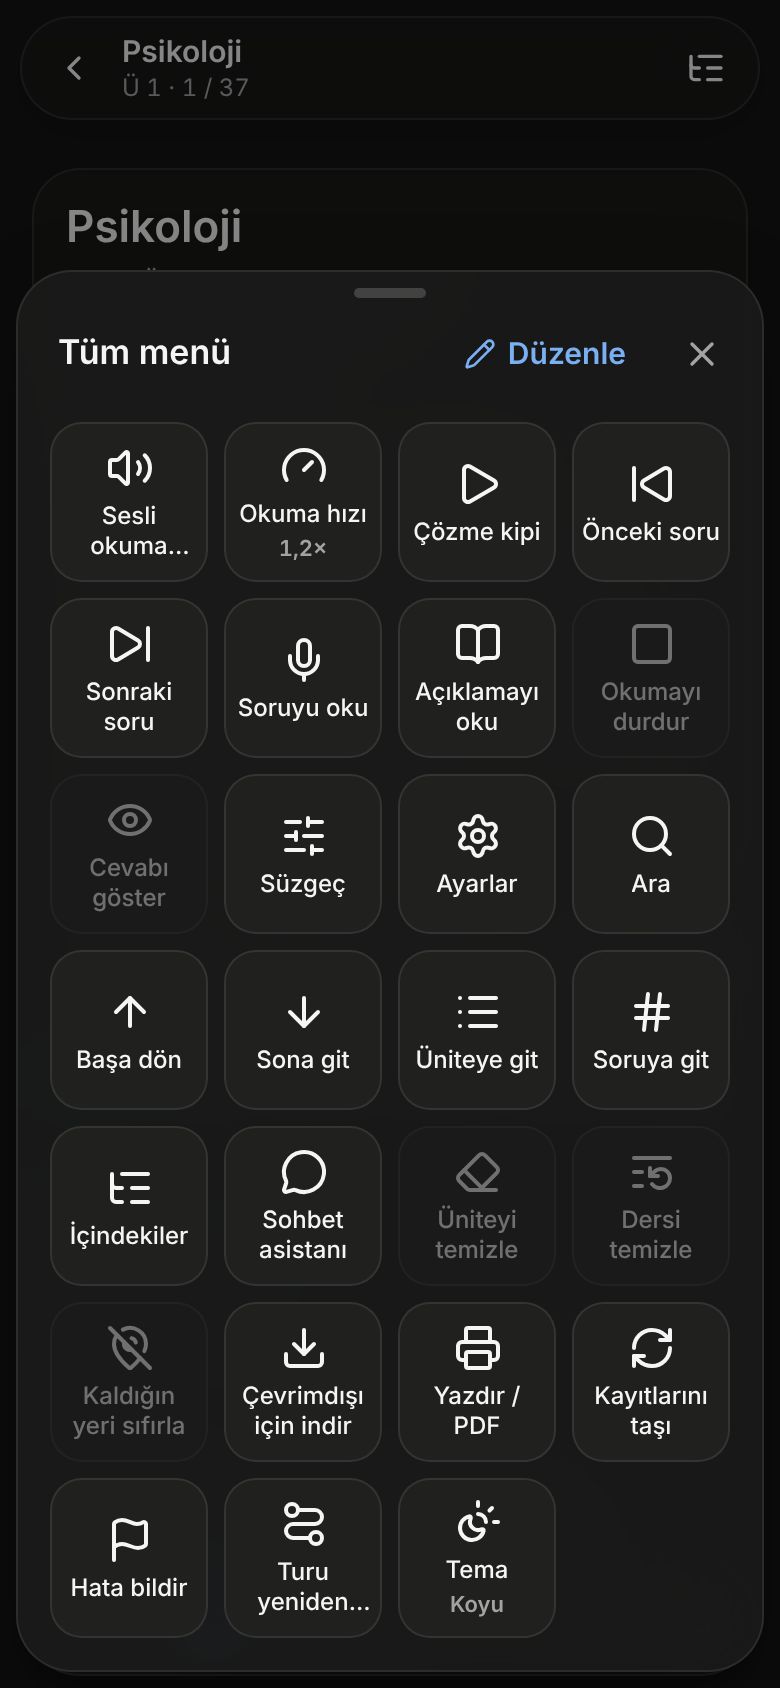 Psikoloji
Ü 1 · 1 / 37
Psikoloji
Tüm menü
Düzenle
Sesli
okuma...
Okuma hızı
1,2×
Çözme kipi
Önceki soru
Sonraki
soru
Soruyu oku
Açıklamayı
oku
Okumayı
durdur
Cevabı
göster
Süzgeç
Ayarlar
Ara
Başa dön
Sona git
Üniteye git
Soruya git
İçindekiler
Sohbet
asistanı
Üniteyi
temizle
Dersi
temizle
Kaldığın
yeri sıfırla
Çevrimdışı
için indir
Yazdır /
PDF
Kayıtlarını
taşı
Hata bildir
Turu
yeniden...
Tema
Koyu